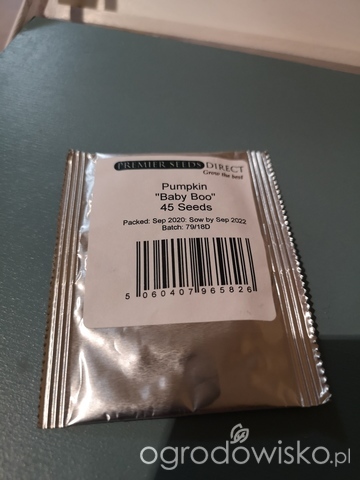 PREMIER SEEDS DIRECT
Grow the best
Pumpkin
"Baby Boo"
45 Seeds
Packed: Sep 2020: Sow by Sep 2022
Batch: 79/18D
5 060407 965826
ogrodowisko.pl